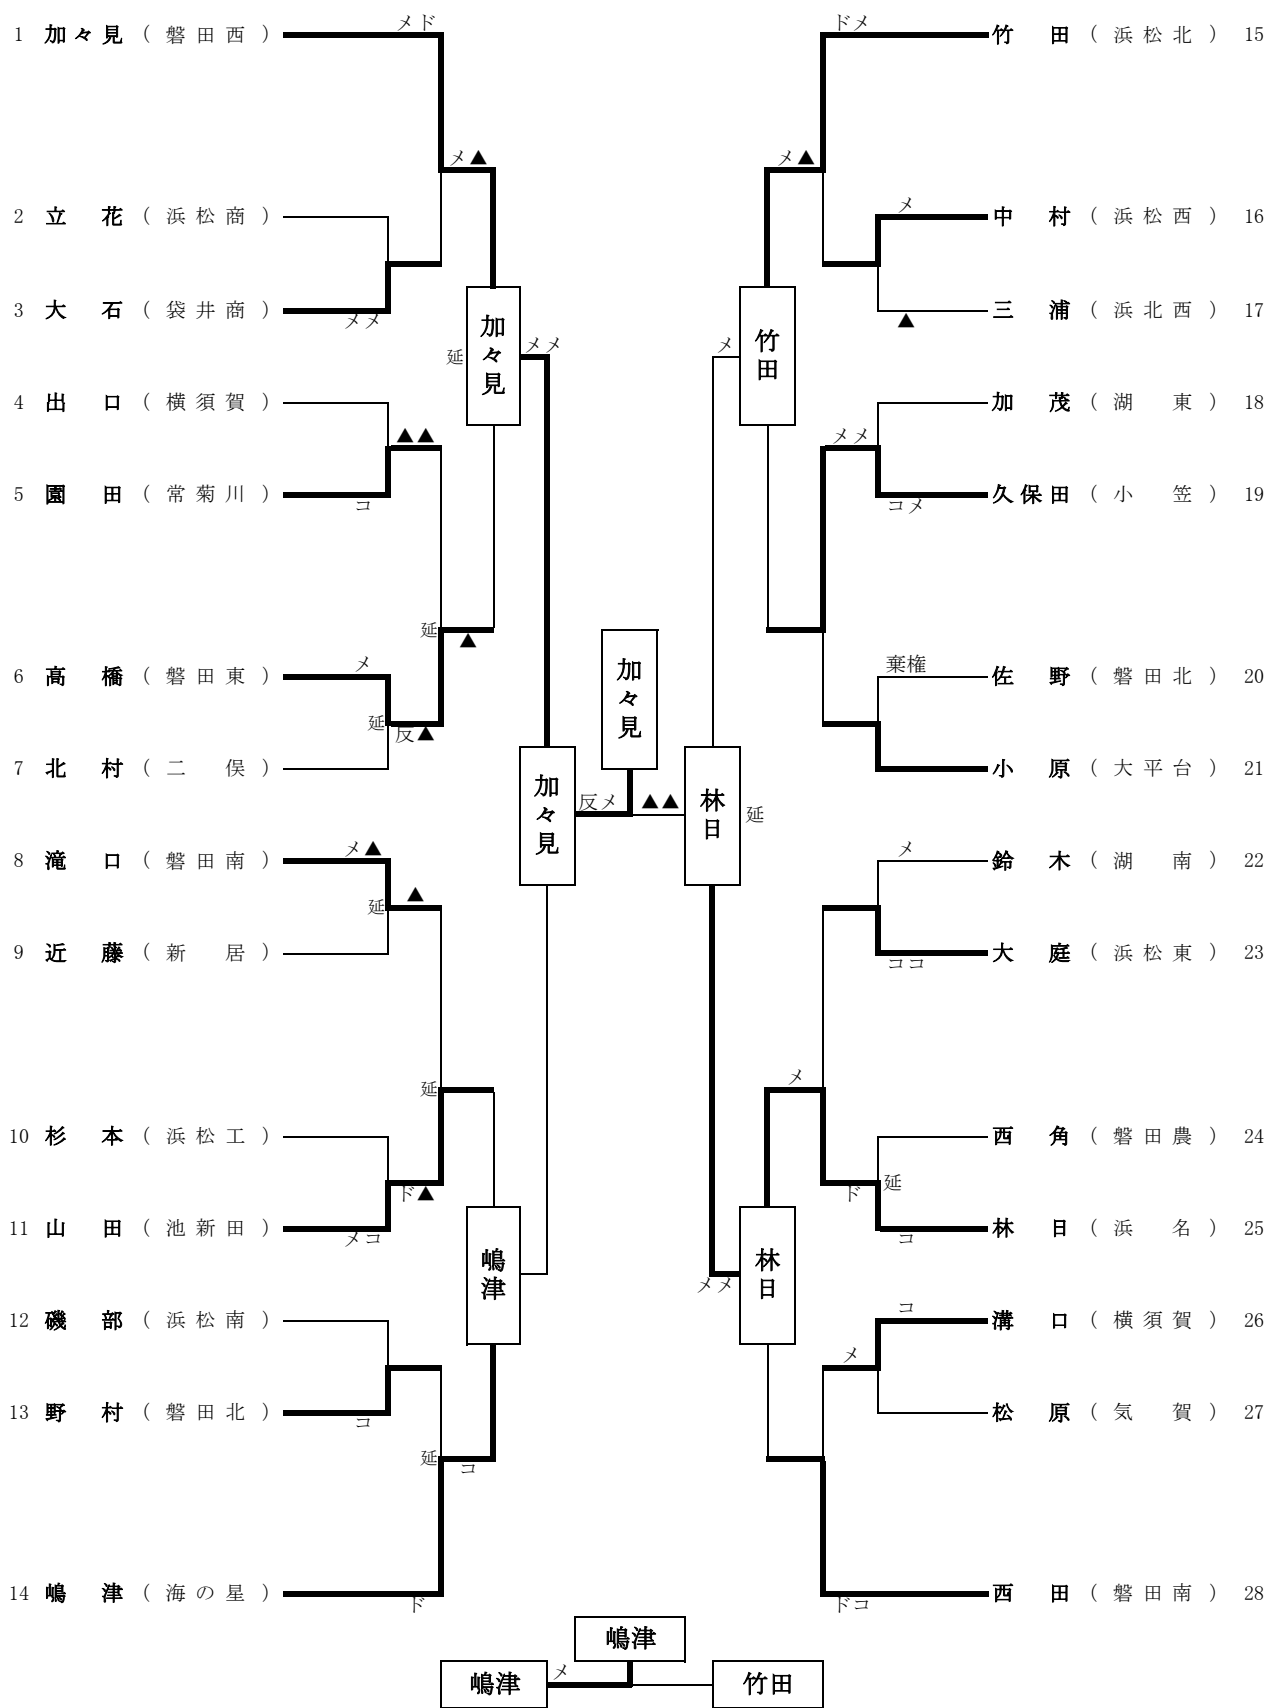 メド
1 加々見 ( 磐田西 )
メ▲
2 立花 ( 浜松商 )
3 大石 ( 袋井商 )
メメ
加々見
延
メメ
4 出口 ( 横須賀 )
▲▲
5 園田 ( 常菊川 )
コ
延
▲
メ
6 高橋 ( 磐田東 )
延
反▲
7 北村 ( 二俣 )
加々見
加々見
反メ
▲▲
メ▲
8 滝口 ( 磐田南 )
▲
延
9 近藤 ( 新居 )
延
10 杉本 ( 浜松工 )
ド▲
11 山田 ( 池新田 )
メコ
嶋津
12 磯部 ( 浜松南 )
13 野村 ( 磐田北 )
コ
延
コ
14 嶋津 ( 海の星 )
ド
ドメ
竹田 ( 浜松北 ) 15
メ▲
メ
中村 ( 浜松西 ) 16
三浦 ( 浜北西 ) 17
▲
メ
竹田
加茂 ( 湖東 ) 18
メメ
久保田 ( 小笠 ) 19
コメ
棄権
佐野 ( 磐田北 ) 20
小原 ( 大平台 ) 21
林日
延
メ
鈴木 ( 湖南 ) 22
大庭 ( 浜松東 ) 23
ココ
メ
西角 ( 磐田農 ) 24
延
ド
林日 ( 浜名 ) 25
コ
林日
メメ
コ
溝口 ( 横須賀 ) 26
メ
松原 ( 気賀 ) 27
西田 ( 磐田南 ) 28
ドコ
嶋津
嶋津
メ
竹田